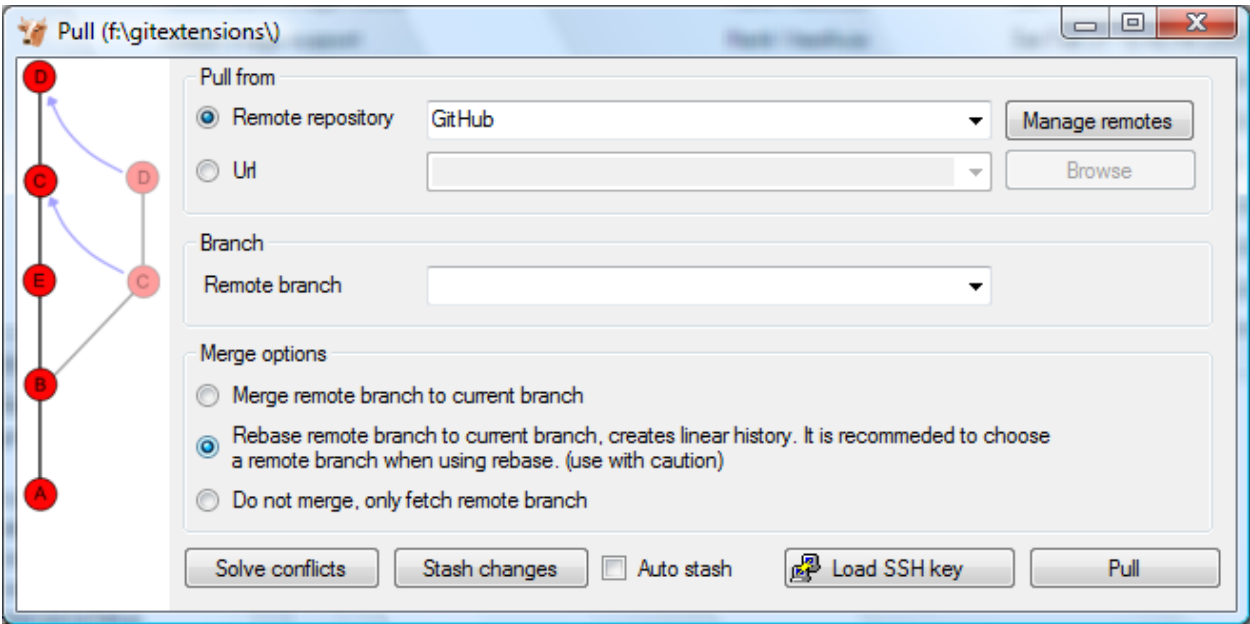 Pull (f:\gitextensions\)
D
C
D
E
C
B
A
Pull from
Remote repository
GitHub
Manage remotes
Url
Browse
Branch
Remote branch
Merge options
Merge remote branch to current branch
Rebase remote branch to current branch, creates linear history. It is recommeded to choose
a remote branch when using rebase. (use with caution)
Do not merge, only fetch remote branch
Solve conflicts
Stash changes
Auto stash
Load SSH key
Pull